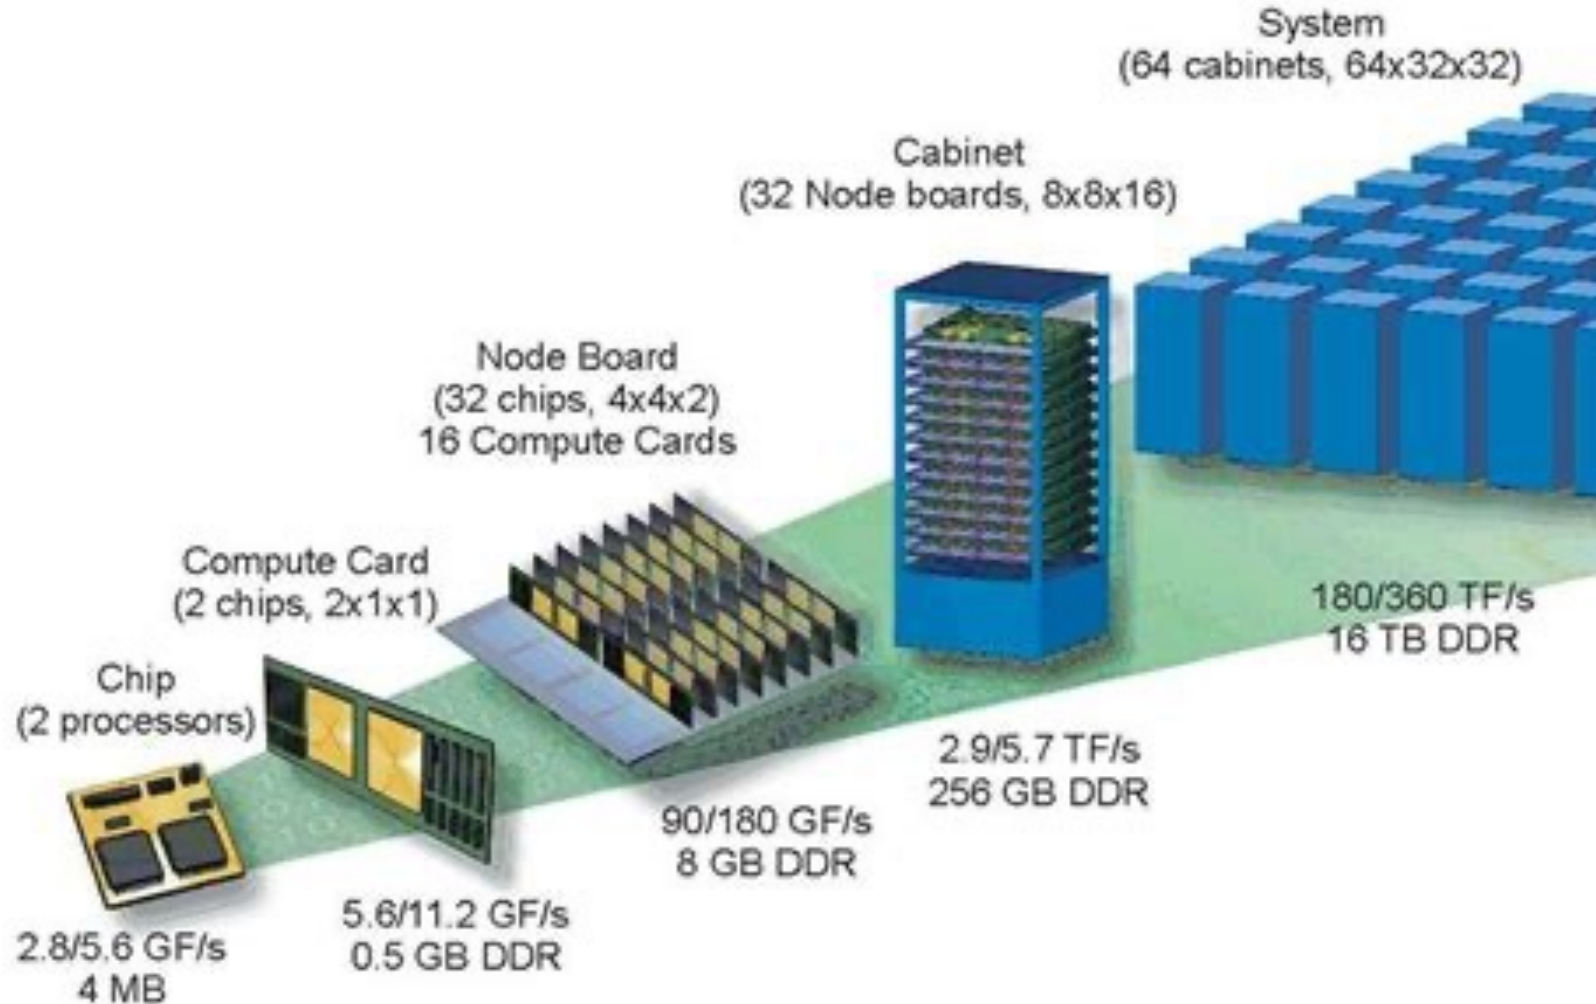 System
(64 cabinets, 64x32x32)
Cabinet
(32 Node boards, 8x8x16)
Node Board
(32 chips, 4x4x2)
16 Compute Cards
Compute Card
(2 chips, 2x1x1)
Chip
(2 processors)
180/360 TF/s
16 TB DDR
2.9/5.7 TF/s
256 GB DDR
90/180 GF/s
8 GB DDR
5.6/11.2 GF/s
0.5 GB DDR
2.8/5.6 GF/s
4 MB